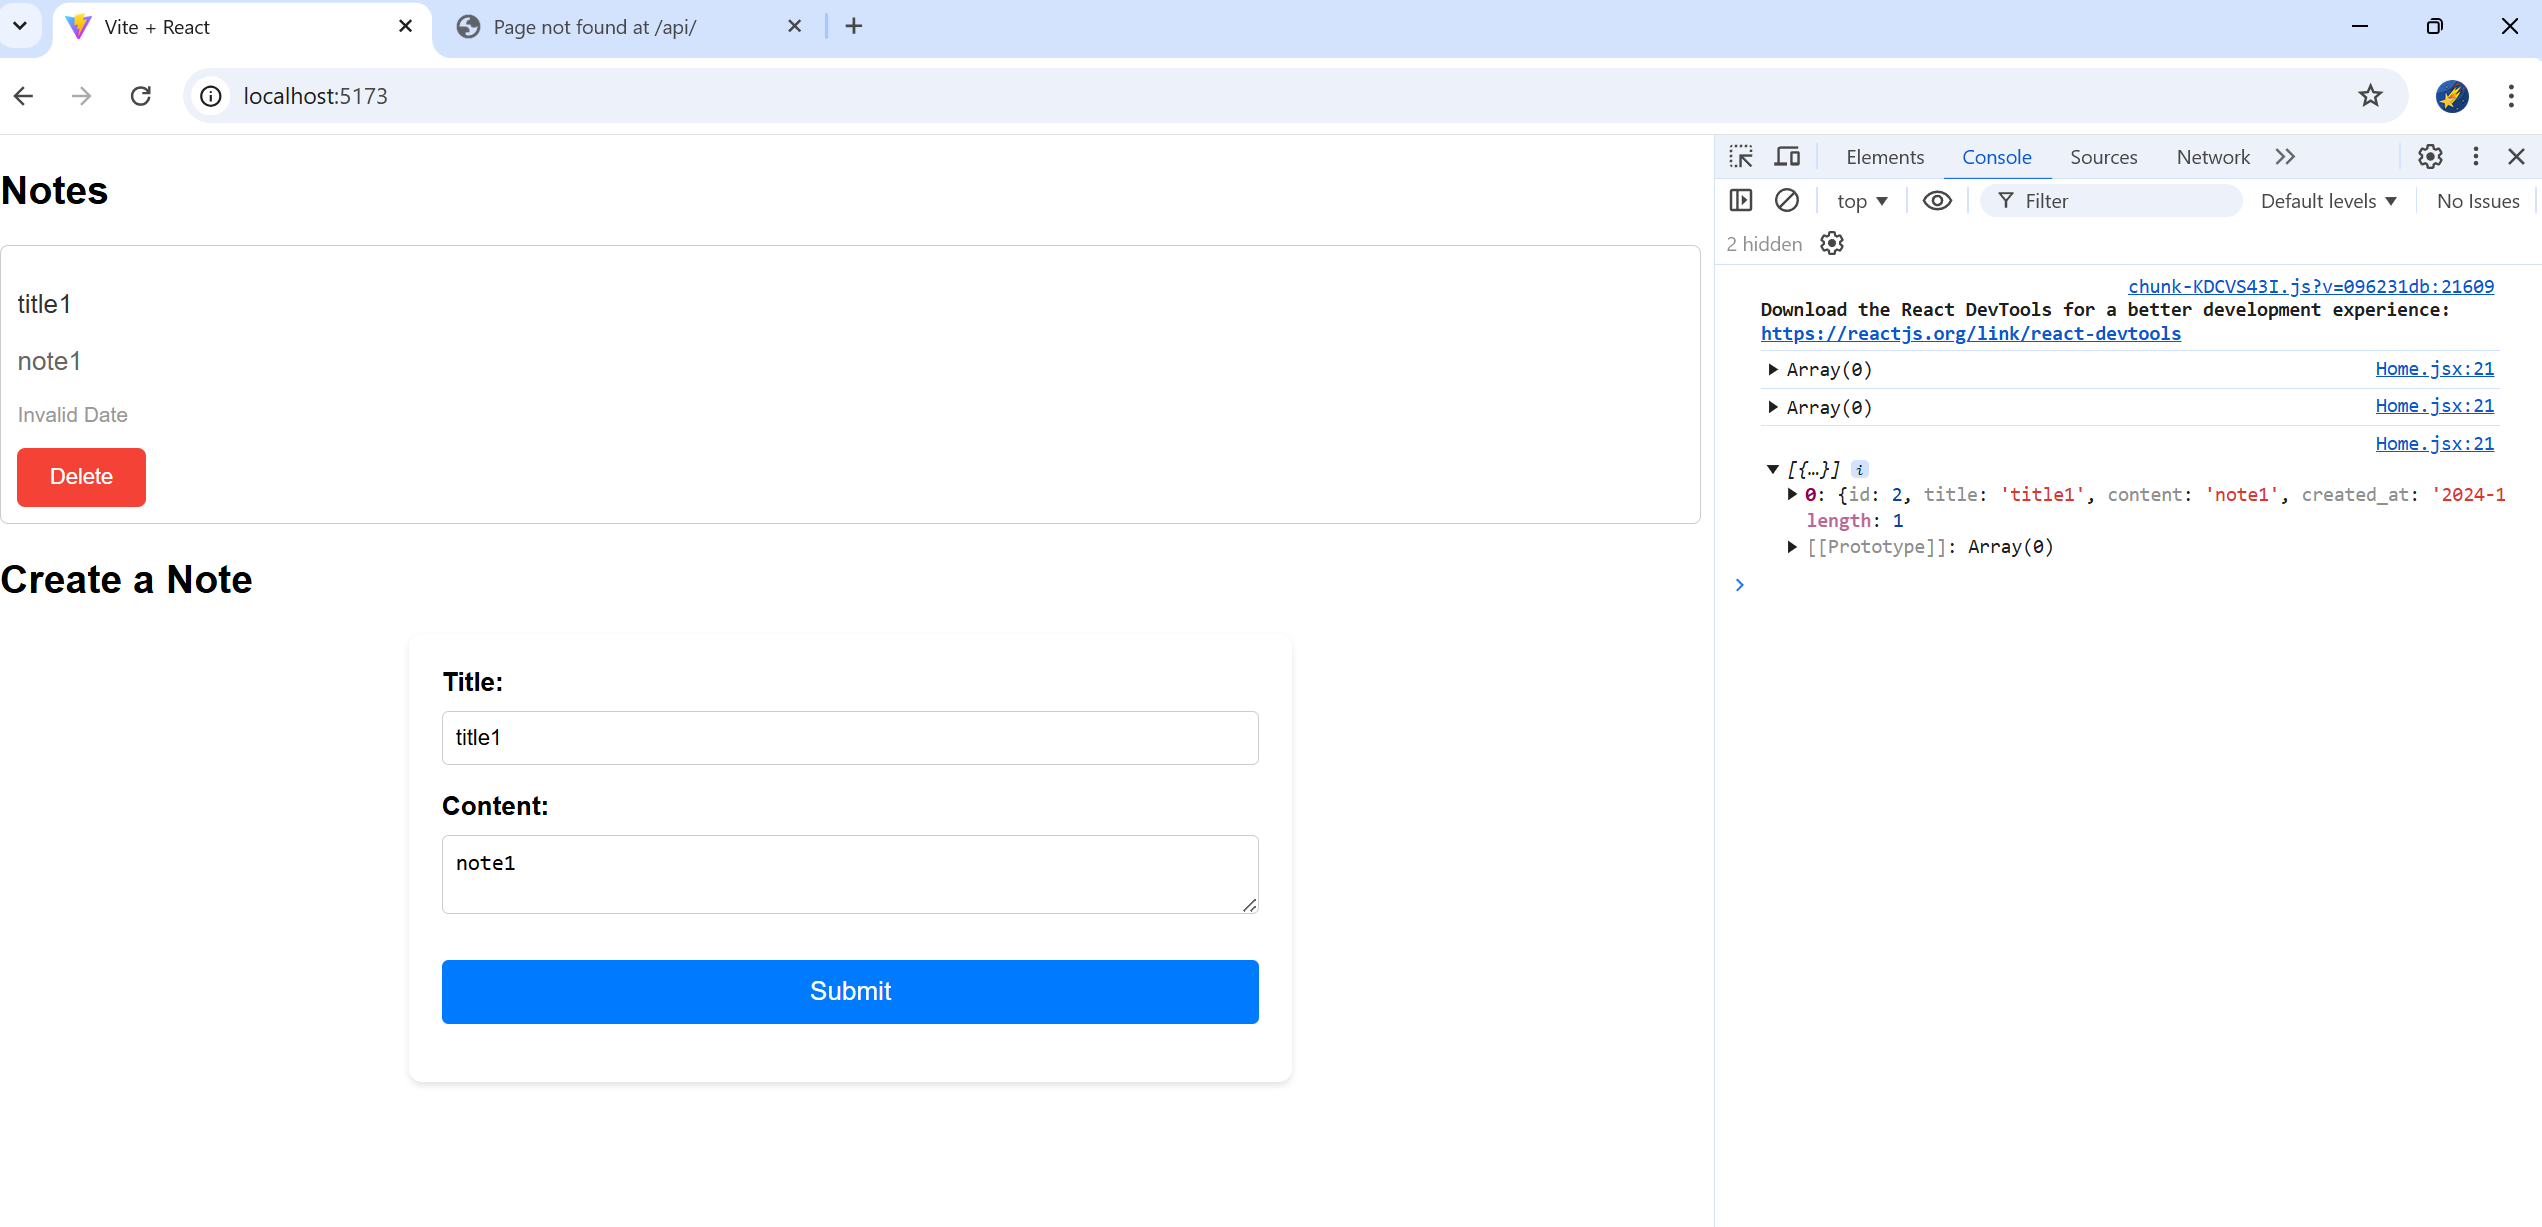 Vite + React
Page not found at /api/
localhost:5173
Notes
title1
note1
Invalid Date
Delete
Create a Note
Title:
title1
Content:
note1
Submit
Elements Console Sources Network
top Filter Default levels No Issues
2 hidden
chunk-KDCVS43I.js?v=096231db:21609
Download the React DevTools for a better development experience:
https://reactjs.org/link/react-devtools
Array(0) Home.jsx:21
Array(0) Home.jsx:21
Home.jsx:21
[{…}] i
0: {id: 2, title: 'title1', content: 'note1', created_at: '2024-1
length: 1
[[Prototype]]: Array(0)